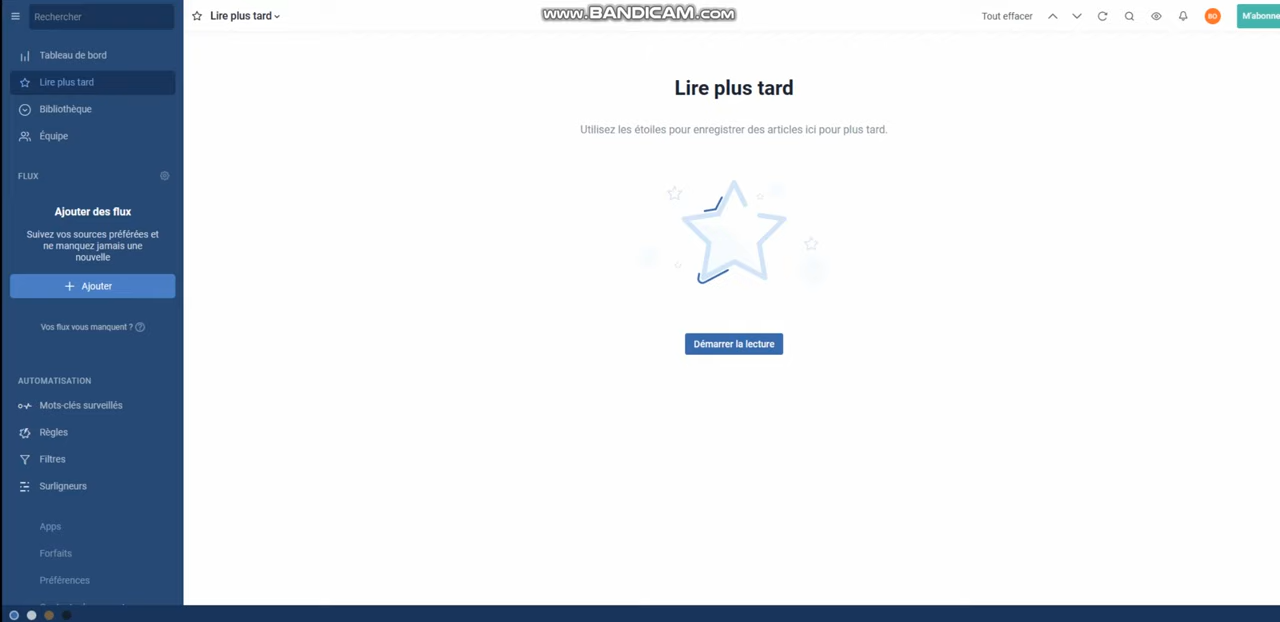 Rechercher
Tableau de bord
Lire plus tard
Bibliothèque
Équipe
FLUX
Ajouter des flux
Suivez vos sources préférées et
ne manquez jamais une
nouvelle
Ajouter
Vos flux vous manquent ?
AUTOMATISATION
Mots-clés surveillés
Règles
Filtres
Surligneurs
Apps
Forfaits
Préférences
Lire plus tard
www.BANDICAM.com
Tout effacer
BO
M'abonne
Lire plus tard
Utilisez les étoiles pour enregistrer des articles ici pour plus tard.
Démarrer la lecture